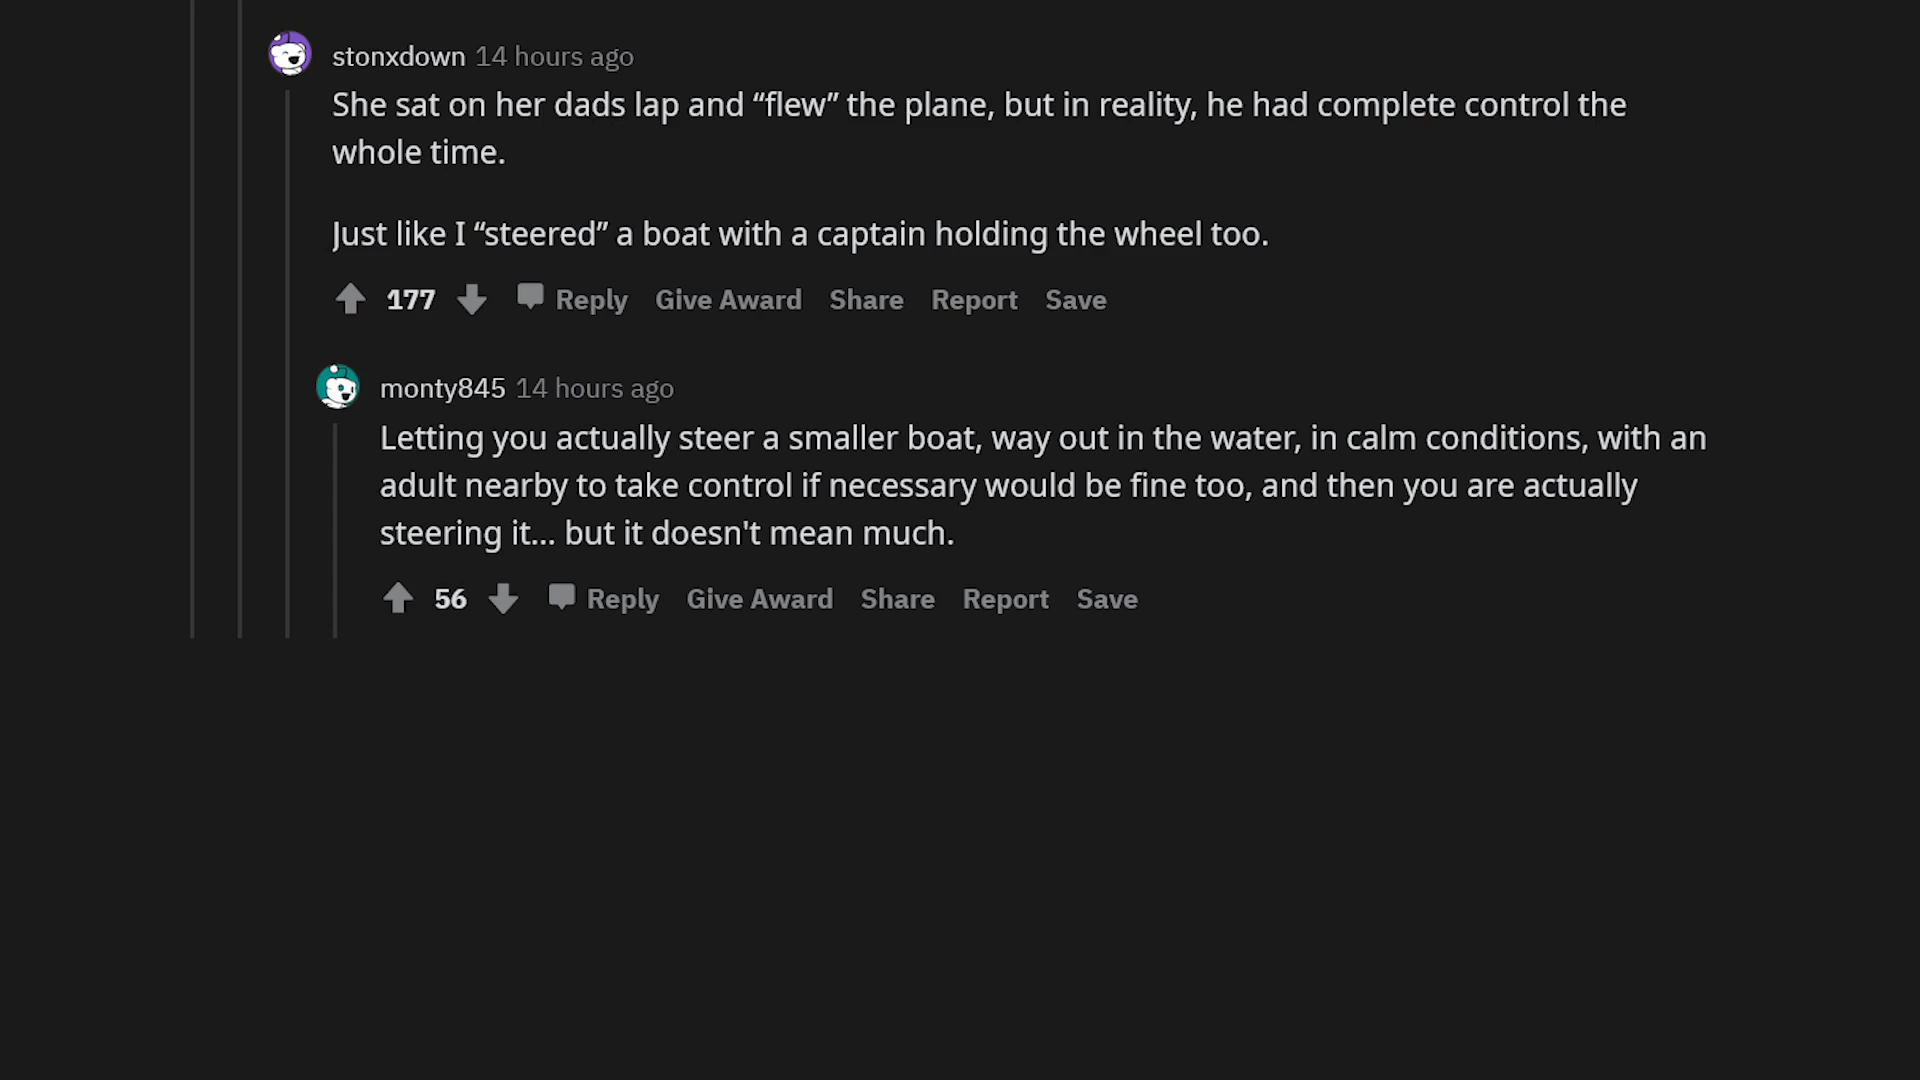 stonxdown 14 hours ago
She sat on her dads lap and “flew” the plane, but in reality, he had complete control the
whole time.
Just like I “steered” a boat with a captain holding the wheel too.
177 Reply Give Award Share Report Save
monty845 14 hours ago
Letting you actually steer a smaller boat, way out in the water, in calm conditions, with an
adult nearby to take control if necessary would be fine too, and then you are actually
steering it... but it doesn't mean much.
56 Reply Give Award Share Report Save